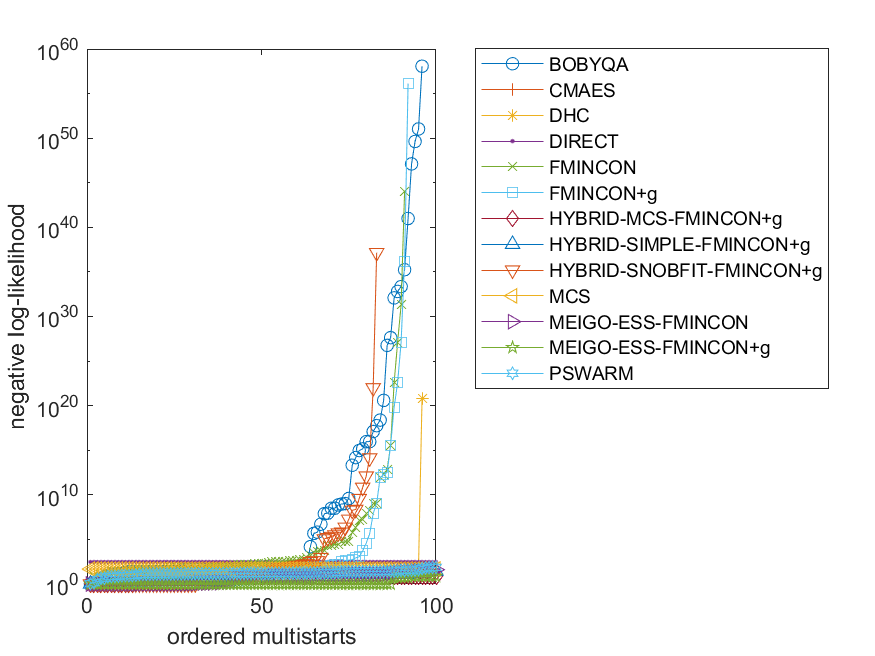 10^60
10^50
10^40
10^30
10^20
10^10
10^0
negative log-likelihood
0
50
100
ordered multistarts
BOBYQA
CMAES
DHC
DIRECT
FMINCON
FMINCON+g
HYBRID-MCS-FMINCON+g
HYBRID-SIMPLE-FMINCON+g
HYBRID-SNOBFIT-FMINCON+g
MCS
MEIGO-ESS-FMINCON
MEIGO-ESS-FMINCON+g
PSWARM